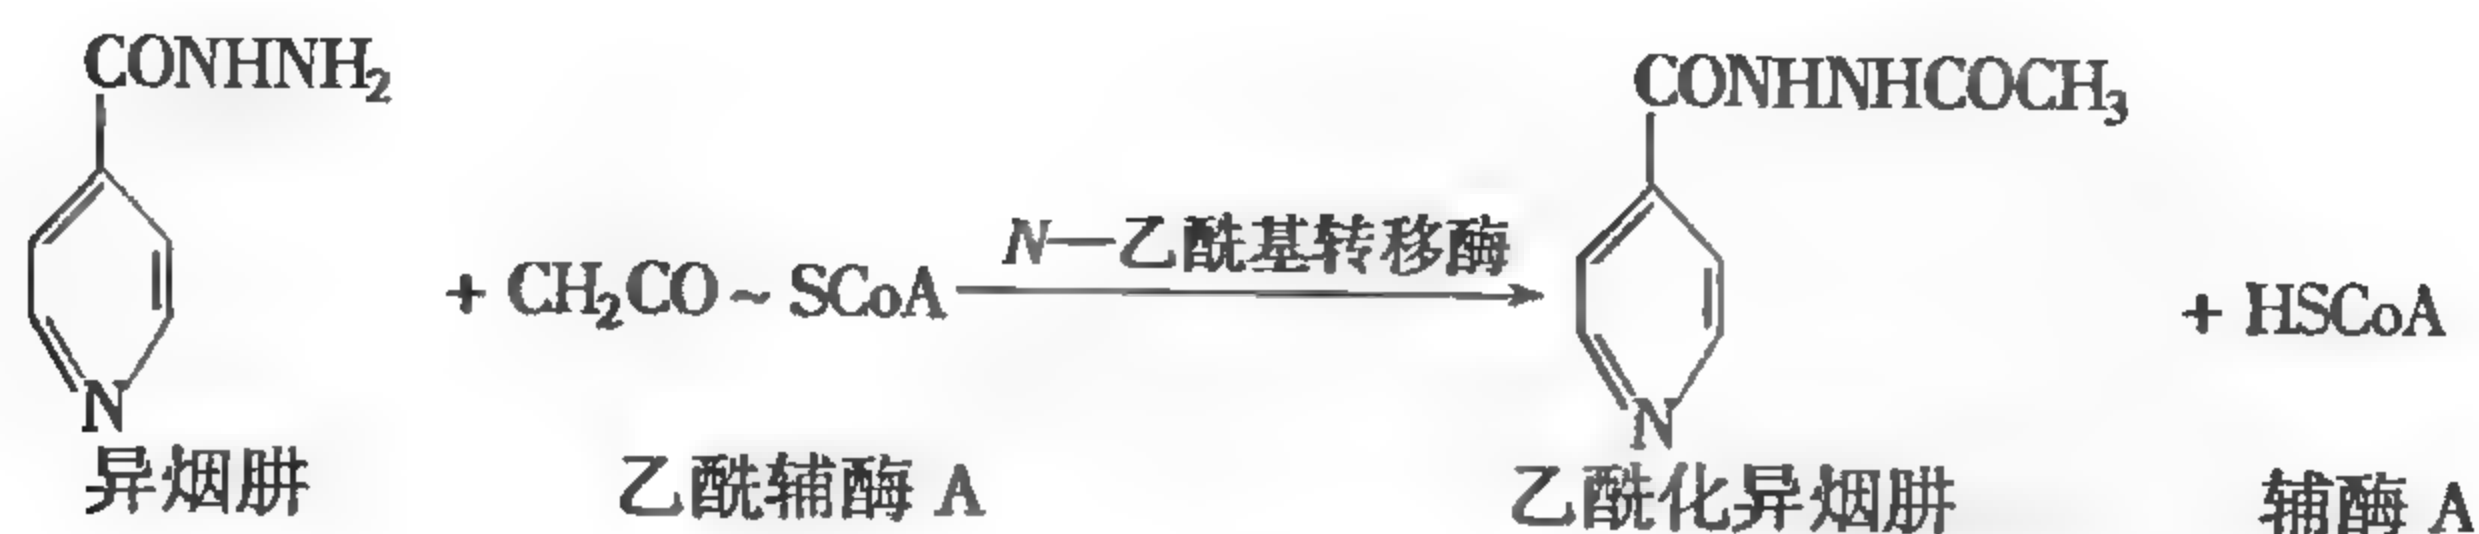 CONHNH₂
CONHNHCOCH₃
N—乙酰基转移酶
+ CH₂CO ~ SCoA
+ HSCoA
N
N
异烟肼
乙酰辅酶 A
乙酰化异烟肼
辅酶 A